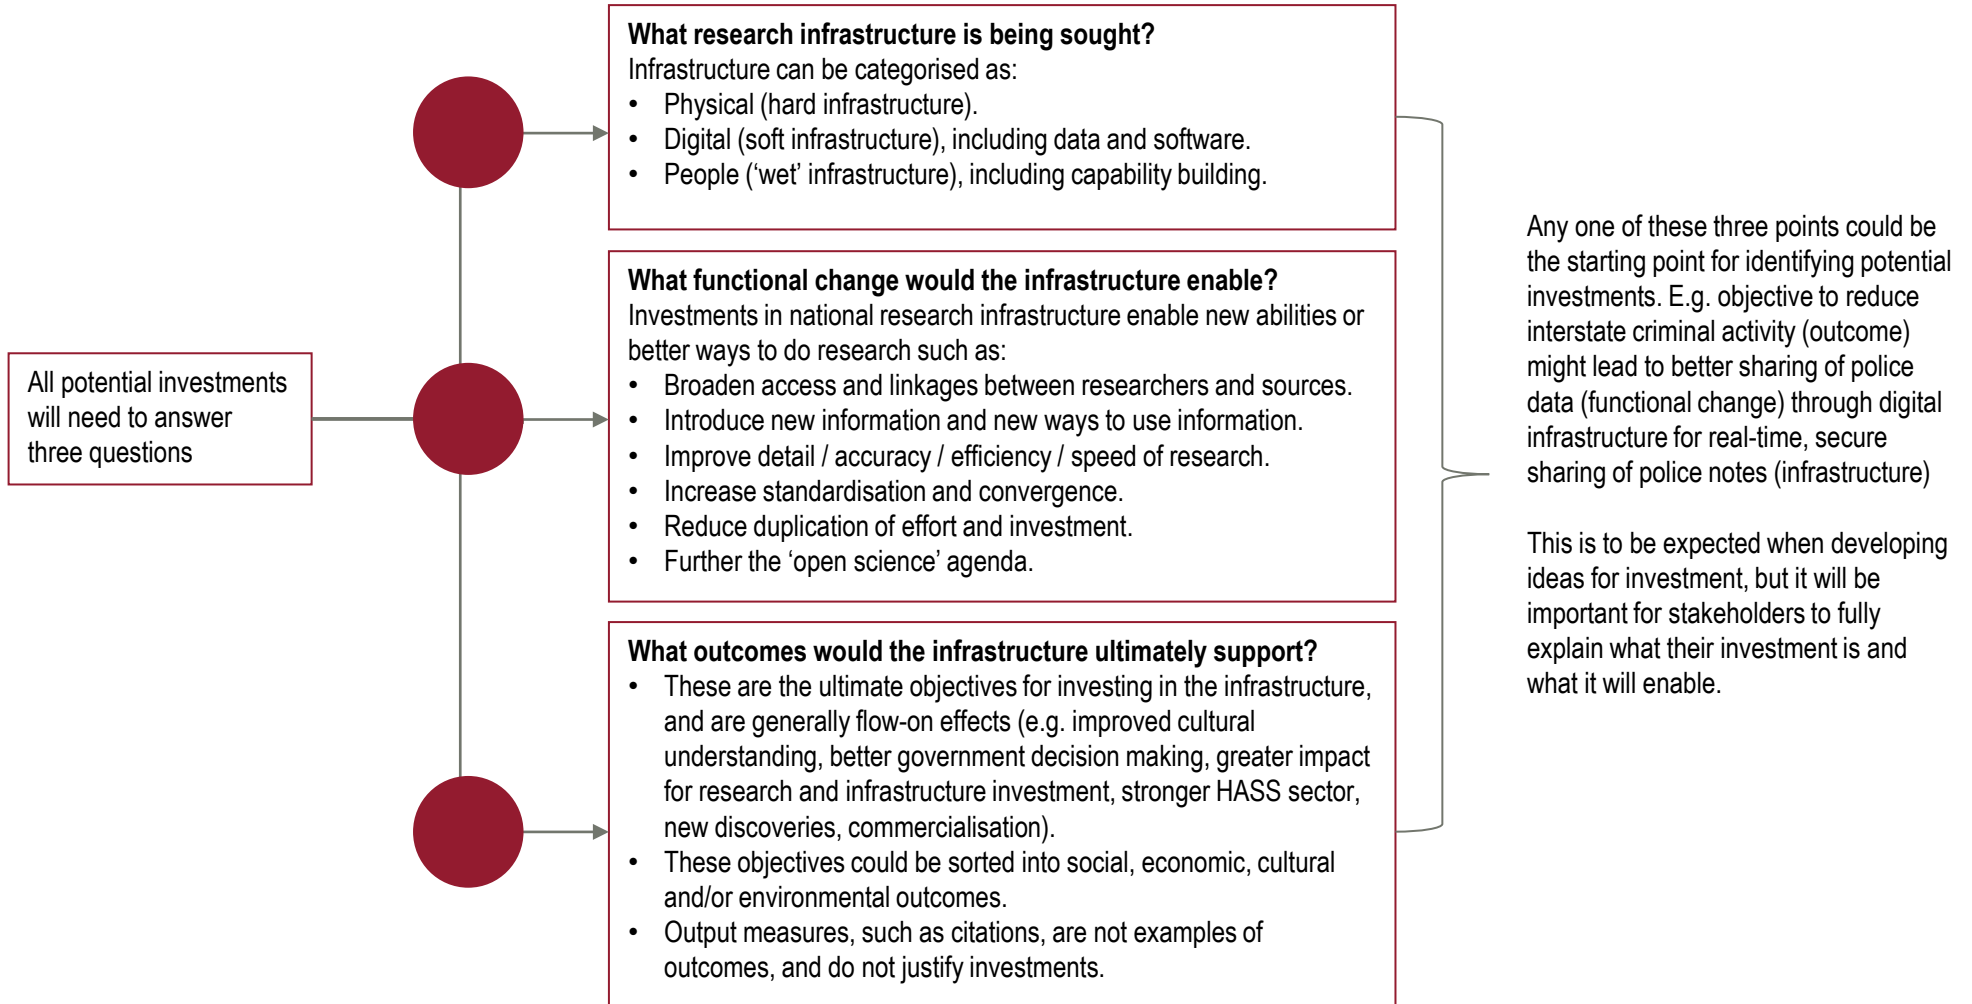 All potential investments
will need to answer
three questions
What research infrastructure is being sought?
Infrastructure can be categorised as:
• Physical (hard infrastructure).
• Digital (soft infrastructure), including data and software.
• People (‘wet’ infrastructure), including capability building.
What functional change would the infrastructure enable?
Investments in national research infrastructure enable new abilities or
better ways to do research such as:
• Broaden access and linkages between researchers and sources.
• Introduce new information and new ways to use information.
• Improve detail / accuracy / efficiency / speed of research.
• Increase standardisation and convergence.
• Reduce duplication of effort and investment.
• Further the ‘open science’ agenda.
What outcomes would the infrastructure ultimately support?
• These are the ultimate objectives for investing in the infrastructure,
and are generally flow-on effects (e.g. improved cultural
understanding, better government decision making, greater impact
for research and infrastructure investment, stronger HASS sector,
new discoveries, commercialisation).
• These objectives could be sorted into social, economic, cultural
and/or environmental outcomes.
• Output measures, such as citations, are not examples of
outcomes, and do not justify investments.
Any one of these three points could be
the starting point for identifying potential
investments. E.g. objective to reduce
interstate criminal activity (outcome)
might lead to better sharing of police
data (functional change) through digital
infrastructure for real-time, secure
sharing of police notes (infrastructure)
This is to be expected when developing
ideas for investment, but it will be
important for stakeholders to fully
explain what their investment is and
what it will enable.